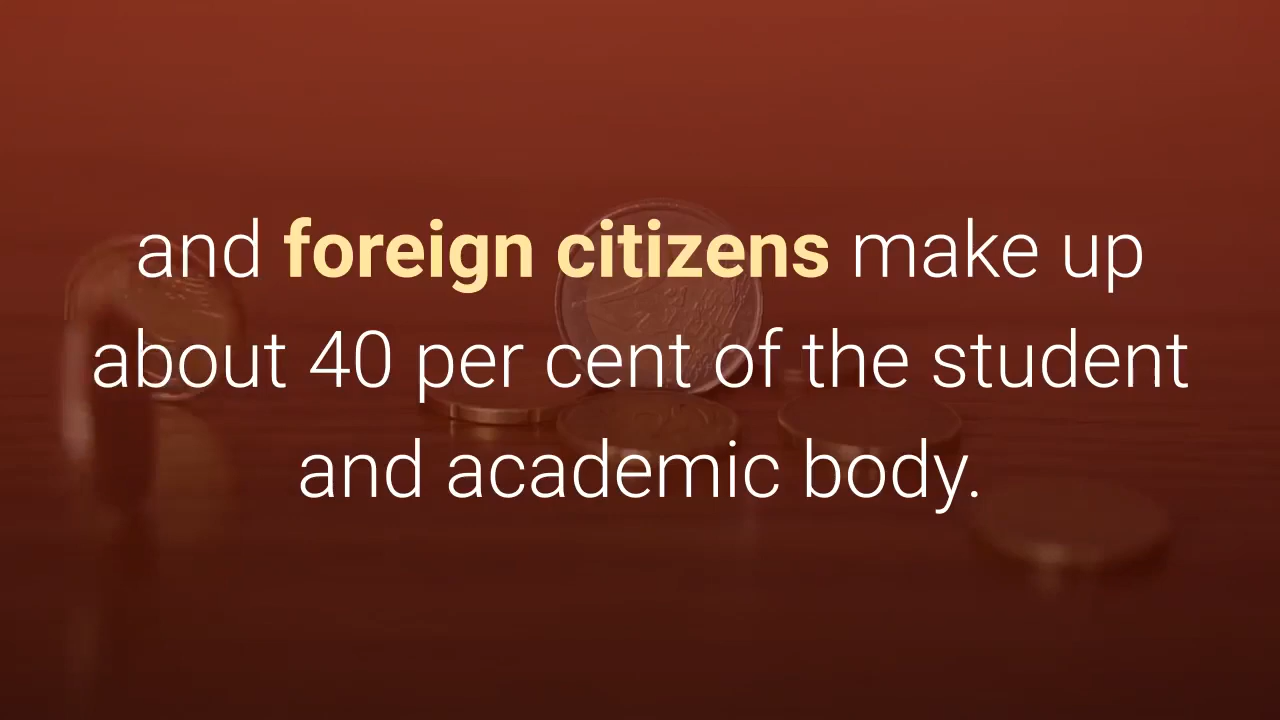 and foreign citizens make up
about 40 per cent of the student
and academic body.